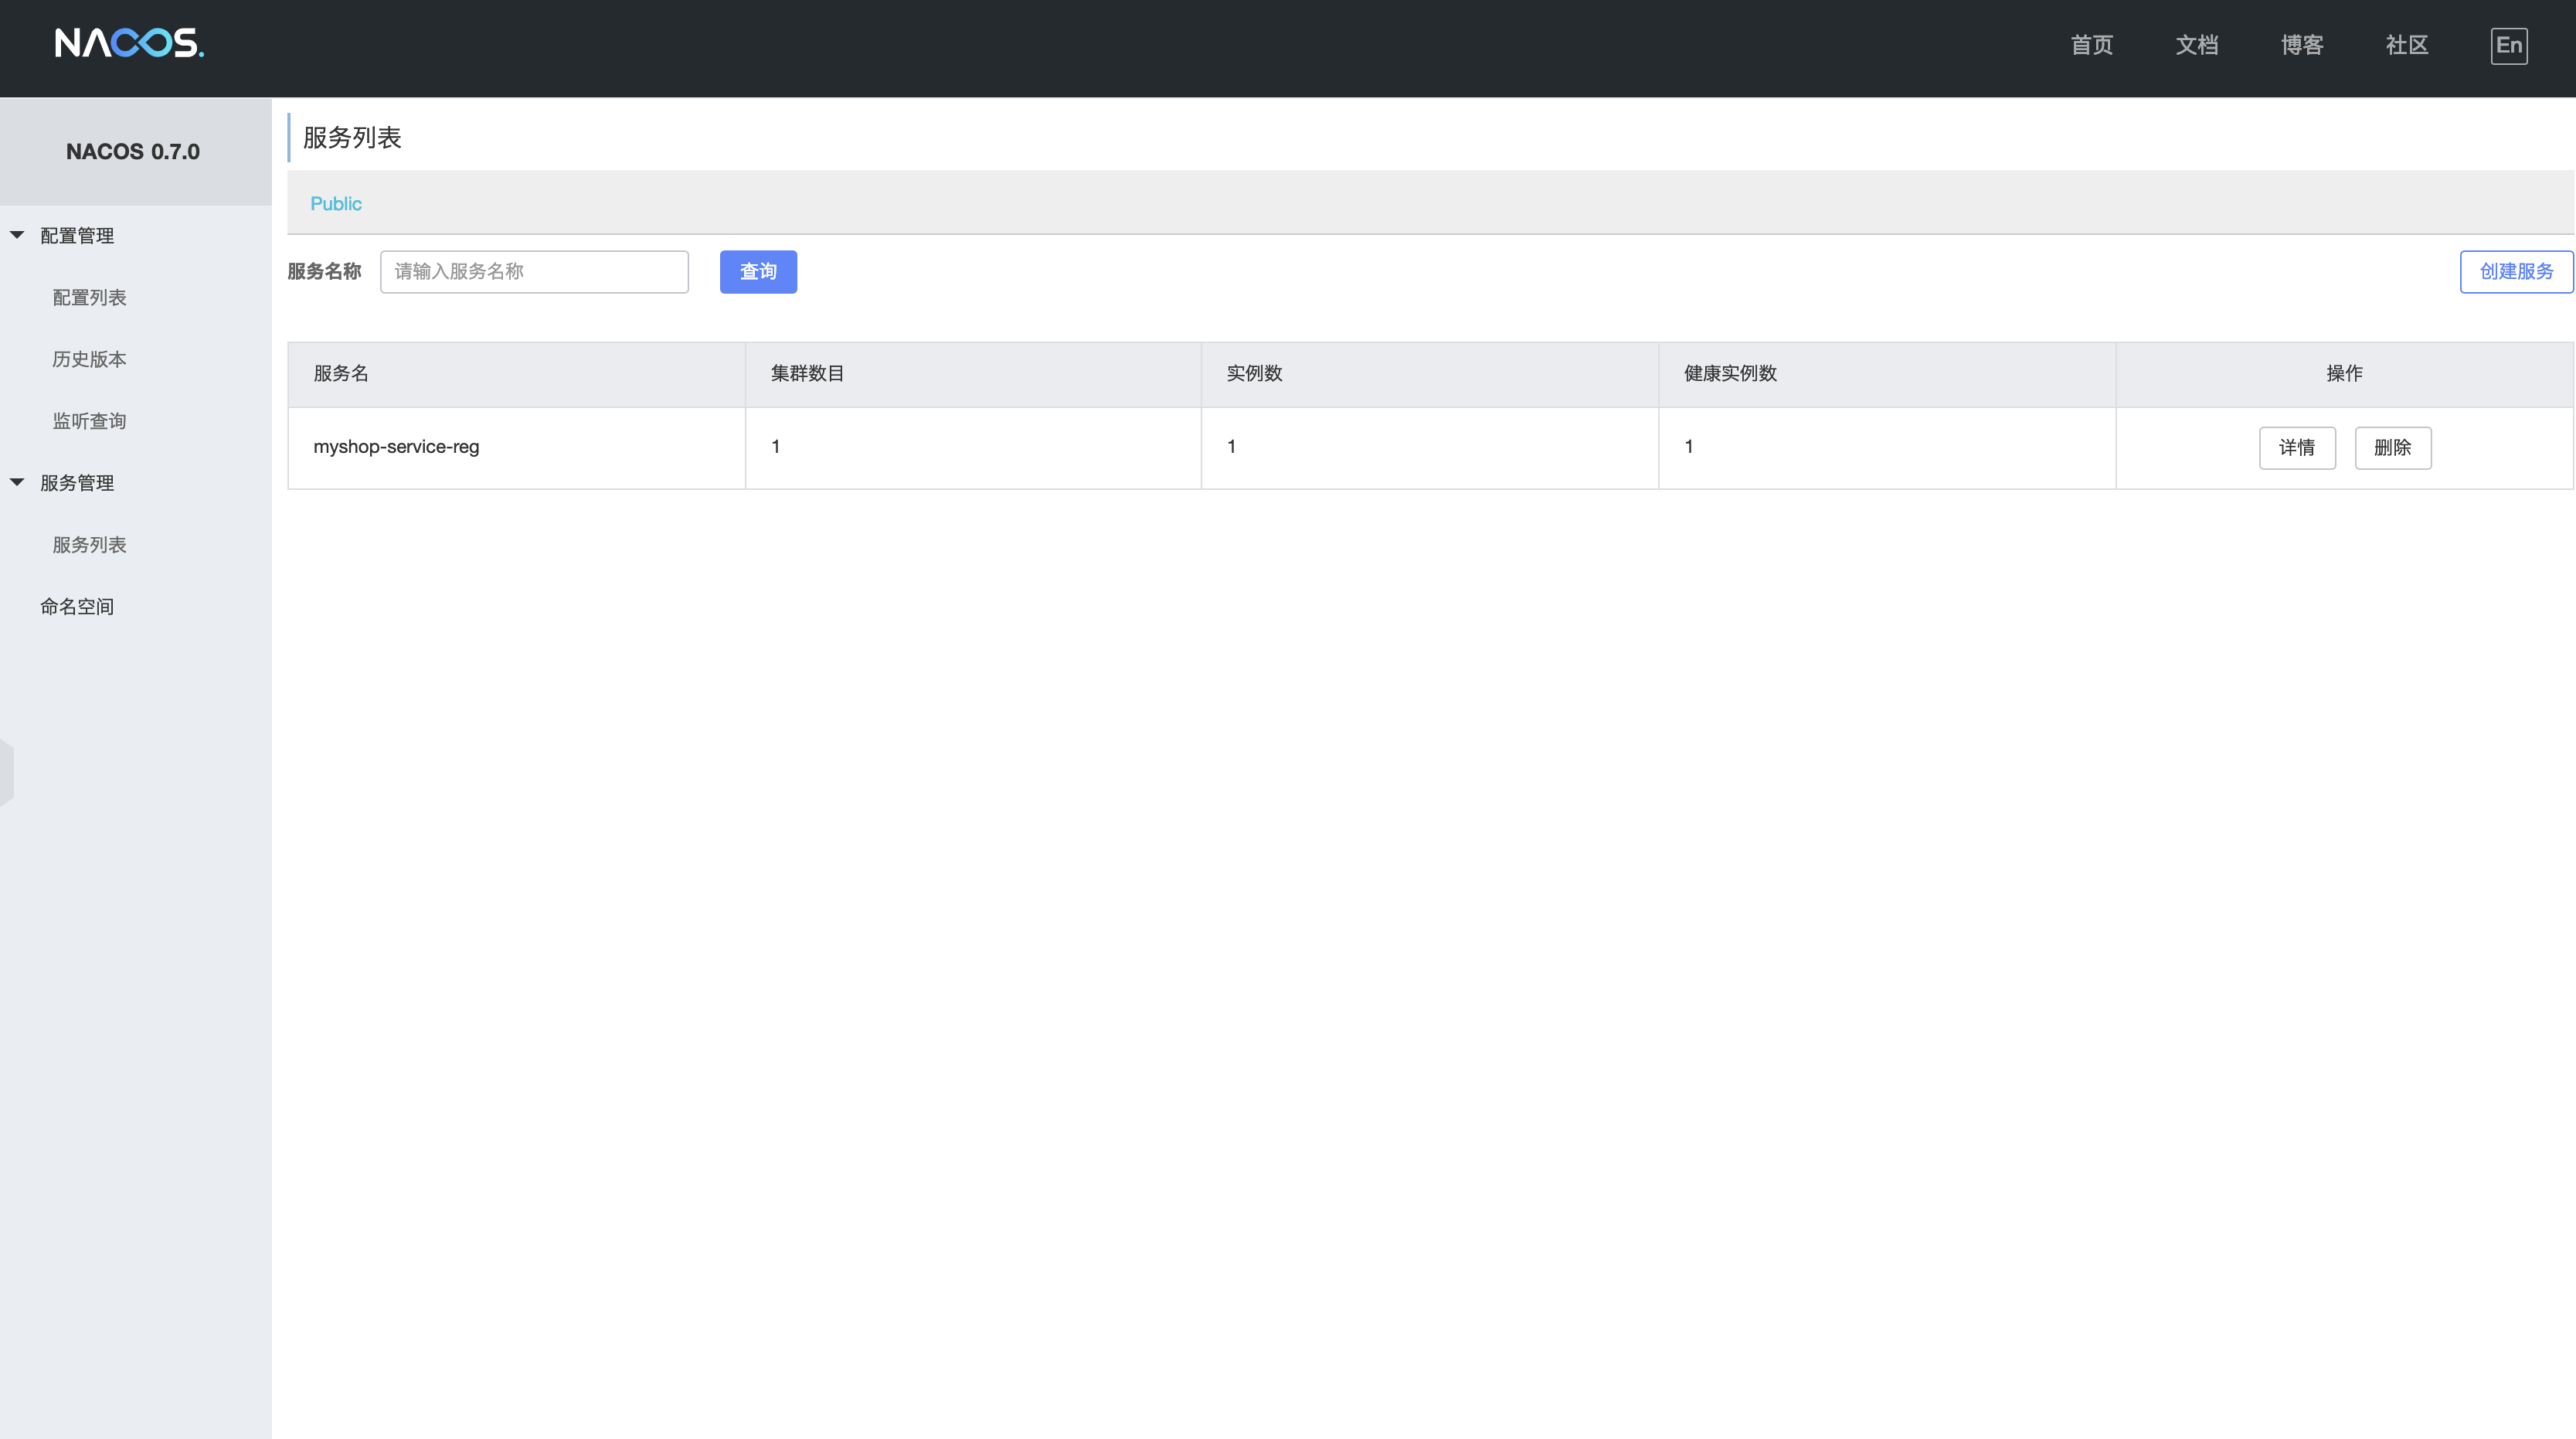 NACOS.
首页 文档 博客 社区 En
NACOS 0.7.0
配置管理
配置列表
历史版本
监听查询
服务管理
服务列表
命名空间
服务列表
Public
服务名称 请输入服务名称 查询 创建服务
服务名 集群数目 实例数 健康实例数 操作
myshop-service-reg 1 1 1 详情 删除